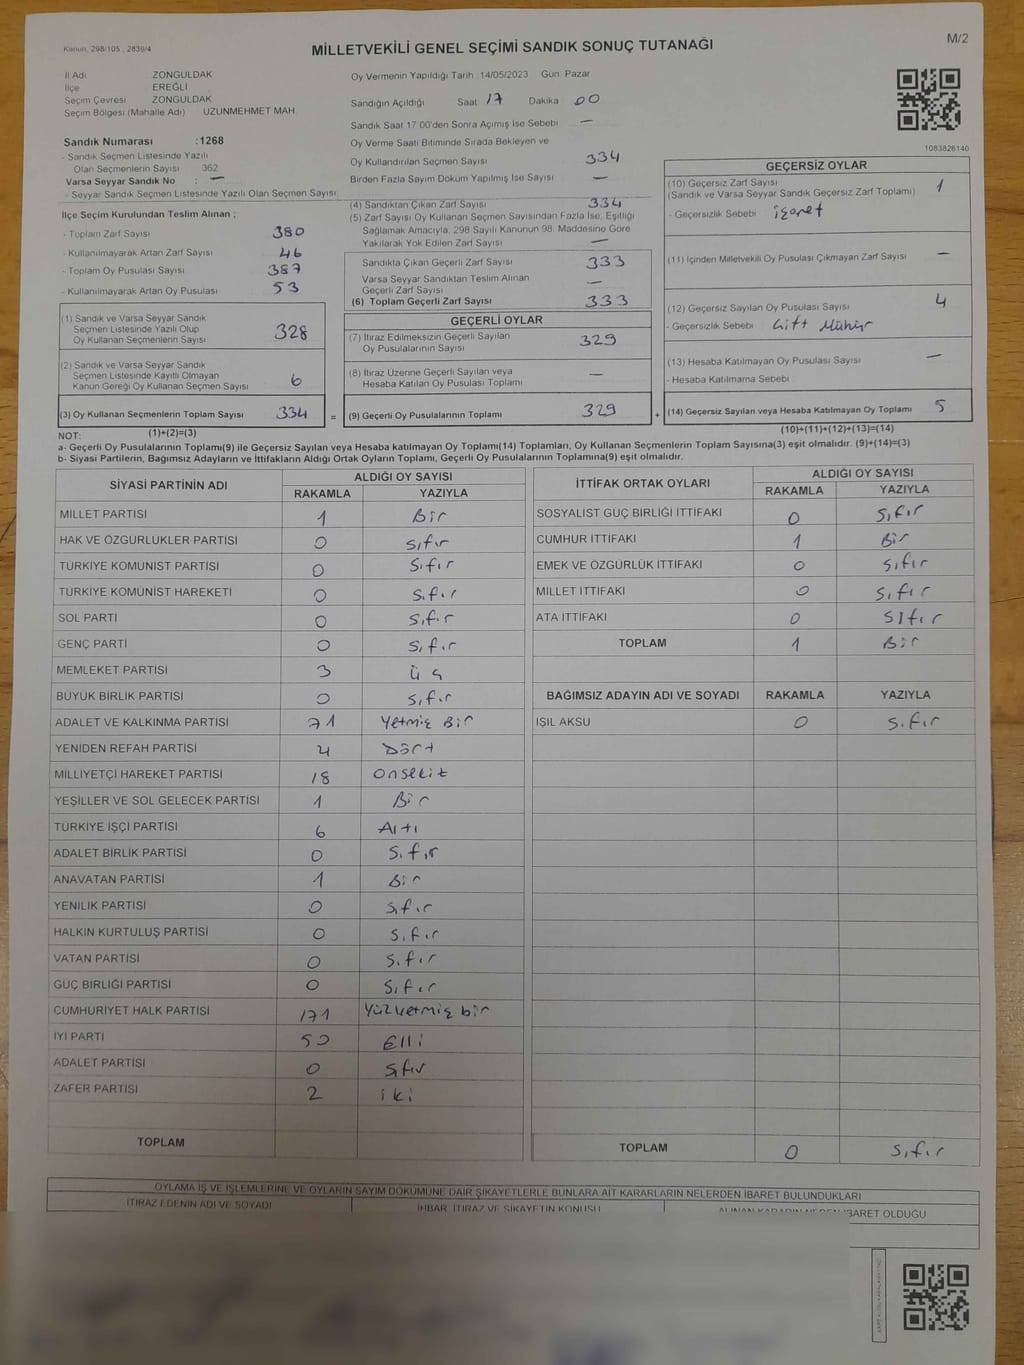 Kanun, 298/105 , 2839/4
MİLLETVEKİLİ GENEL SEÇİMİ SANDIK SONUÇ TUTANAĞI
M/2
İl Adı ZONGULDAK
İlçe EREĞLİ
Seçim Çevresi ZONGULDAK
Seçim Bölgesi (Mahalle Adı) UZUNMEHMET MAH.
Sandık Numarası :1268
- Sandık Seçmen Listesinde Yazılı
Olan Seçmenlerin Sayısı 362
Varsa Seyyar Sandık No : —
- Seyyar Sandık Seçmen Listesinde Yazılı Olan Seçmen Sayısı
İlçe Seçim Kurulundan Teslim Alınan ;
- Toplam Zarf Sayısı 380
- Kullanılmayarak Artan Zarf Sayısı 46
- Toplam Oy Pusulası Sayısı 387
- Kullanılmayarak Artan Oy Pusulası 53
(1) Sandık ve Varsa Seyyar Sandık
Seçmen Listesinde Yazılı Olup
Oy Kullanan Seçmenlerin Sayısı 328
(2) Sandık ve Varsa Seyyar Sandık
Seçmen Listesinde Kayıtlı Olmayan
Kanun Gereği Oy Kullanan Seçmen Sayısı 6
(3) Oy Kullanan Seçmenlerin Toplam Sayısı 334
Oy Vermenin Yapıldığı Tarih :14/05/2023 Gün: Pazar
Sandığın Açıldığı Saat 17 Dakika 00
Sandık Saat 17:00'den Sonra Açımış İse Sebebi —
Oy Verme Saati Bitiminde Sırada Bekleyen ve
Oy Kullandırılan Seçmen Sayısı 334
Birden Fazla Sayım Döküm Yapılmış İse Sayısı —
(4) Sandıktan Çıkan Zarf Sayısı 334
(5) Zarf Sayısı Oy Kullanan Seçmen Sayısından Fazla İse, Eşitliği
Sağlamak Amacıyla, 298 Sayılı Kanunun 98. Maddesine Göre
Yakılarak Yok Edilen Zarf Sayısı —
Sandıkta Çıkan Geçerli Zarf Sayısı 333
Varsa Seyyar Sandıktan Teslim Alınan
Geçerli Zarf Sayısı —
(6) Toplam Geçerli Zarf Sayısı 333
GEÇERLİ OYLAR
(7) İtiraz Edilmeksizin Geçerli Sayılan
Oy Pusulalarının Sayısı 329
(8) İtiraz Üzerine Geçerli Sayılan veya
Hesaba Katılan Oy Pusulası Toplamı —
= (9) Geçerli Oy Pusulalarının Toplamı 329 +
1083826140
GEÇERSİZ OYLAR
(10) Geçersiz Zarf Sayısı 1
(Sandık ve Varsa Seyyar Sandık Geçersiz Zarf Toplamı)
- Geçersizlik Sebebi işaret
(11) İçinden Milletvekili Oy Pusulası Çıkmayan Zarf Sayısı —
(12) Geçersiz Sayılan Oy Pusulası Sayısı 4
- Geçersizlik Sebebi Çift Mühür
(13) Hesaba Katılmayan Oy Pusulası Sayısı —
- Hesaba Katılmama Sebebi
(14) Geçersiz Sayılan veya Hesaba Katılmayan Oy Toplamı 5
NOT: (1)+(2)=(3) (10)+(11)+(12)+(13)=(14)
a- Geçerli Oy Pusulalarının Toplamı(9) ile Geçersiz Sayılan veya Hesaba katılmayan Oy Toplamı(14) Toplamları, Oy Kullanan Seçmenlerin Toplam Sayısına(3) eşit olmalıdır. (9)+(14)=(3)
b- Siyasi Partilerin, Bağımsız Adayların ve İttifakların Aldığı Ortak Oyların Toplamı, Geçerli Oy Pusulalarının Toplamına(9) eşit olmalıdır.
SİYASİ PARTİNİN ADI ALDIĞI OY SAYISI
RAKAMLA YAZIYLA
MİLLET PARTİSİ 1 Bir
HAK VE ÖZGÜRLÜKLER PARTİSİ 0 Sıfır
TÜRKİYE KOMÜNİST PARTİSİ 0 Sıfır
TÜRKİYE KOMÜNİST HAREKETİ 0 Sıfır
SOL PARTİ 0 Sıfır
GENÇ PARTİ 0 Sıfır
MEMLEKET PARTİSİ 3 üç
BÜYÜK BİRLİK PARTİSİ 0 Sıfır
ADALET VE KALKINMA PARTİSİ 71 Yetmiş Bir
YENİDEN REFAH PARTİSİ 4 Dört
MİLLİYETÇİ HAREKET PARTİSİ 18 onsekiz
YEŞİLLER VE SOL GELECEK PARTİSİ 1 Bir
TÜRKİYE İŞÇİ PARTİSİ 6 Altı
ADALET BİRLİK PARTİSİ 0 Sıfır
ANAVATAN PARTİSİ 1 Bir
YENİLİK PARTİSİ 0 Sıfır
HALKIN KURTULUŞ PARTİSİ 0 Sıfır
VATAN PARTİSİ 0 Sıfır
GÜÇ BİRLİĞİ PARTİSİ 0 Sıfır
CUMHURİYET HALK PARTİSİ 171 Yüzyetmiş bir
İYİ PARTİ 50 Elli
ADALET PARTİSİ 0 Sıfır
ZAFER PARTİSİ 2 iki
TOPLAM
İTTİFAK ORTAK OYLARI ALDIĞI OY SAYISI
RAKAMLA YAZIYLA
SOSYALİST GÜÇ BİRLİĞİ İTTİFAKI 0 Sıfır
CUMHUR İTTİFAKI 1 Bir
EMEK VE ÖZGÜRLÜK İTTİFAKI 0 Sıfır
MİLLET İTTİFAKI 0 Sıfır
ATA İTTİFAKI 0 Sıfır
TOPLAM 1 Bir
BAĞIMSIZ ADAYIN ADI VE SOYADI RAKAMLA YAZIYLA
IŞIL AKSU 0 Sıfır
TOPLAM 0 Sıfır
OYLAMA İŞ VE İŞLEMLERİNE VE OYLARIN SAYIM DÖKÜMÜNE DAİR ŞİKAYETLERLE BUNLARA AİT KARARLARIN NELERDEN İBARET BULUNDUKLARI
İTİRAZ EDENİN ADI VE SOYADI İHBAR, İTİRAZ VE ŞİKAYETİN KONUSU ALINAN KARARIN NEDEN İBARET OLDUĞU